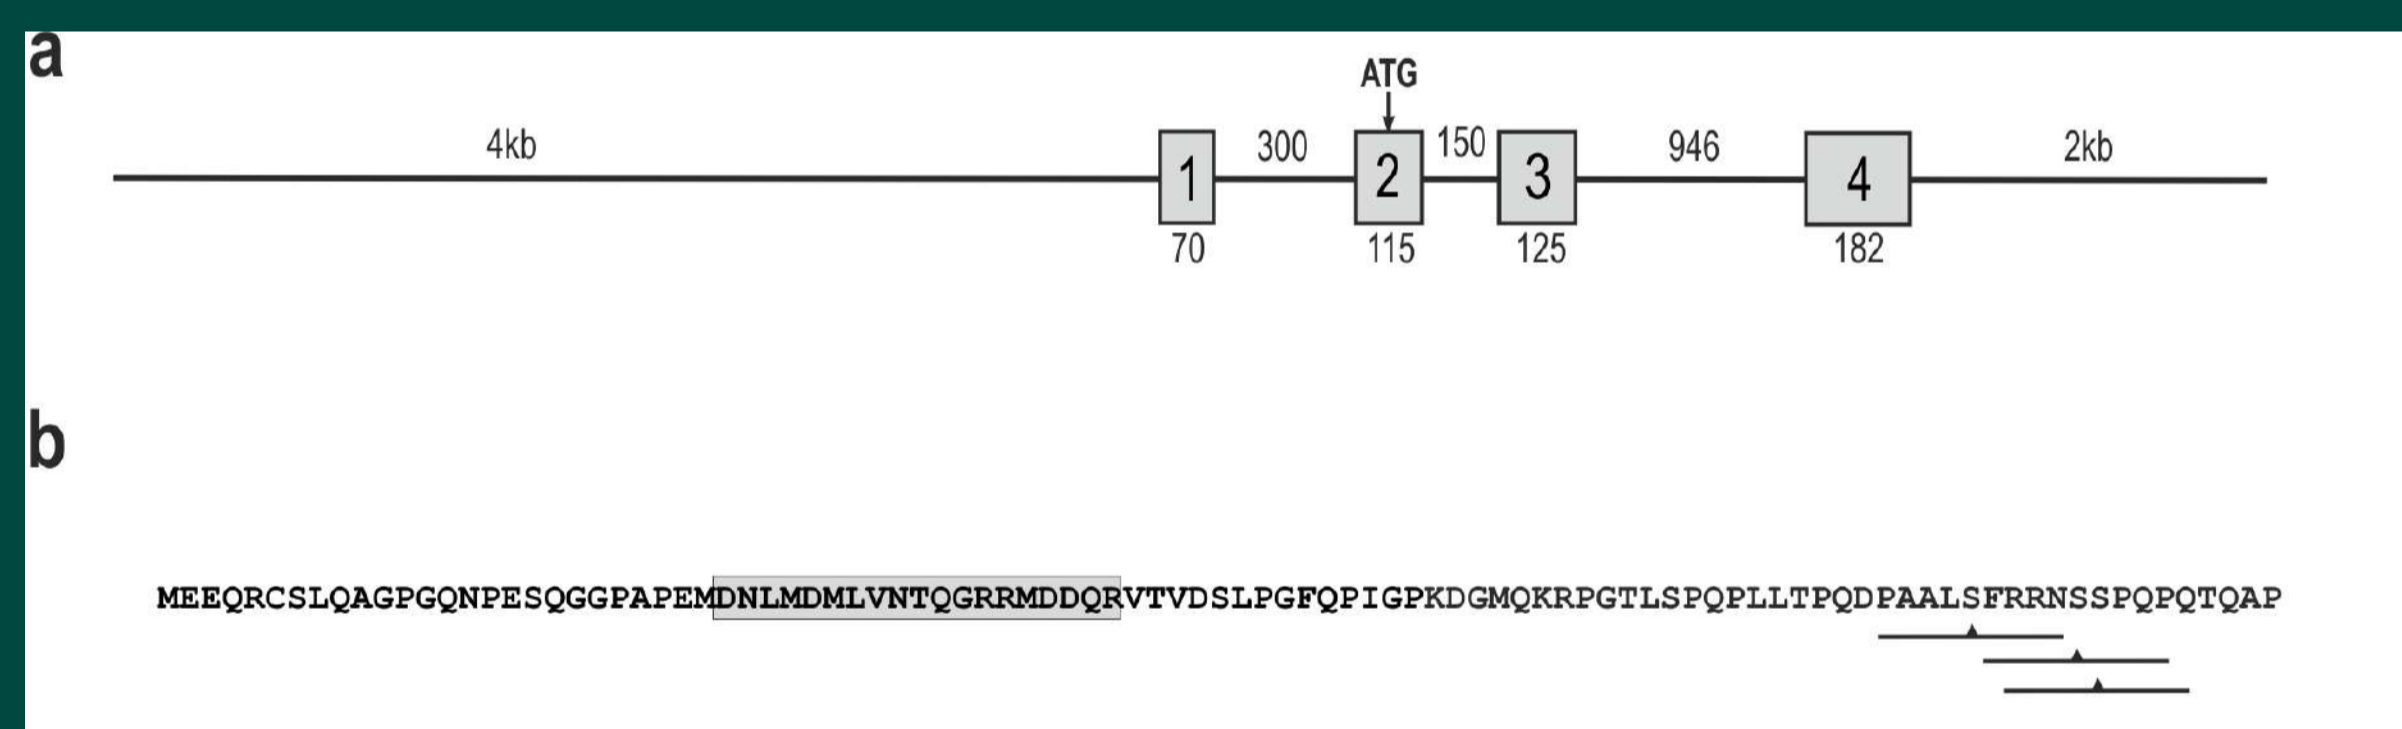 a
ATG
4kb 300 150 946 2kb
1 2 3 4
70 115 125 182
b
MEEQRCSLQAGPGQNPESQGGPAPEMDNLMDMLVNTQGRRMDDQRVTVDSLPGFQPIGPKDGMQKRPGTLSPQPLLTPQDPAALSFRRNSSPQPQTQAP